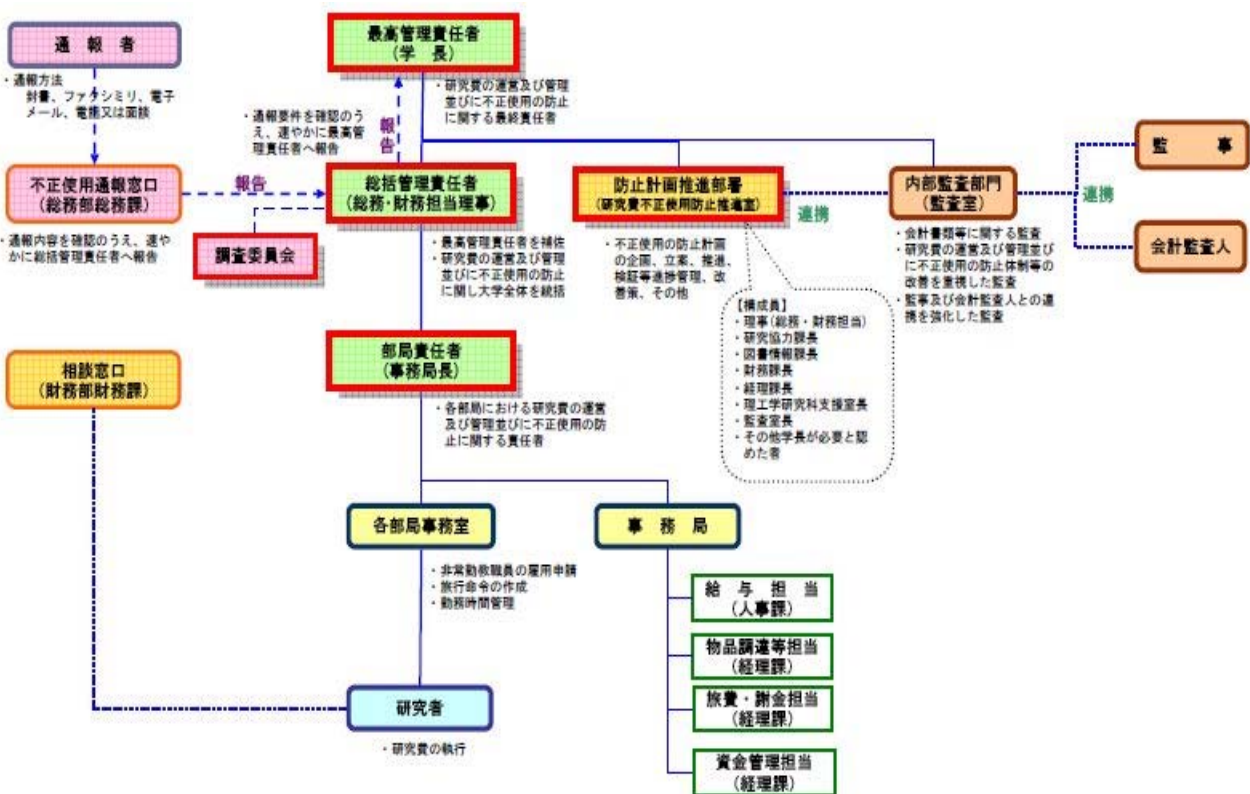 最高管理責任者
(学 長)
・研究費の運営及び管理
並びに不正使用の防止
に関する最終責任者
通 報 者
・通報方法
封書、ファクシミリ、電子
メール、電話又は面談
・通報要件を確認のう
え、速やかに最高管
理責任者へ報告
報告
不正使用通報窓口
(総務部総務課)
・通報内容を確認のうえ、速や
かに総括管理責任者へ報告
報告
総括管理責任者
(総務・財務担当理事)
・最高管理責任者を補佐
・研究費の運営及び管理
並びに不正使用の防止
に関し大学全体を統括
調査委員会
防止計画推進部署
(研究費不正使用防止推進室)
・不正使用の防止計画
の企画、立案、推進、
検証等進捗管理、改
善策、その他
連携
【構成員】
・理事(総務・財務担当)
・研究協力課長
・図書情報課長
・財務課長
・経理課長
・理工学研究科支援室長
・監査室長
・その他学長が必要と認
めた者
内部監査部門
(監査室)
・会計書類等に関する監査
・研究費の運営及び管理並び
に不正使用の防止体制等の
改善を重視した監査
・監事及び会計監査人との連
携を強化した監査
連携
監 事
会計監査人
部局責任者
(事務局長)
・各部局における研究費の運営
及び管理並びに不正使用の防
止に関する責任者
相談窓口
(財務部財務課)
各部局事務室
・非常勤教職員の雇用申請
・旅行命令の作成
・勤務時間管理
事 務 局
給 与 担 当
(人事課)
物品調達等担当
(経理課)
旅費・謝金担当
(経理課)
資金管理担当
(経理課)
研究者
・研究費の執行